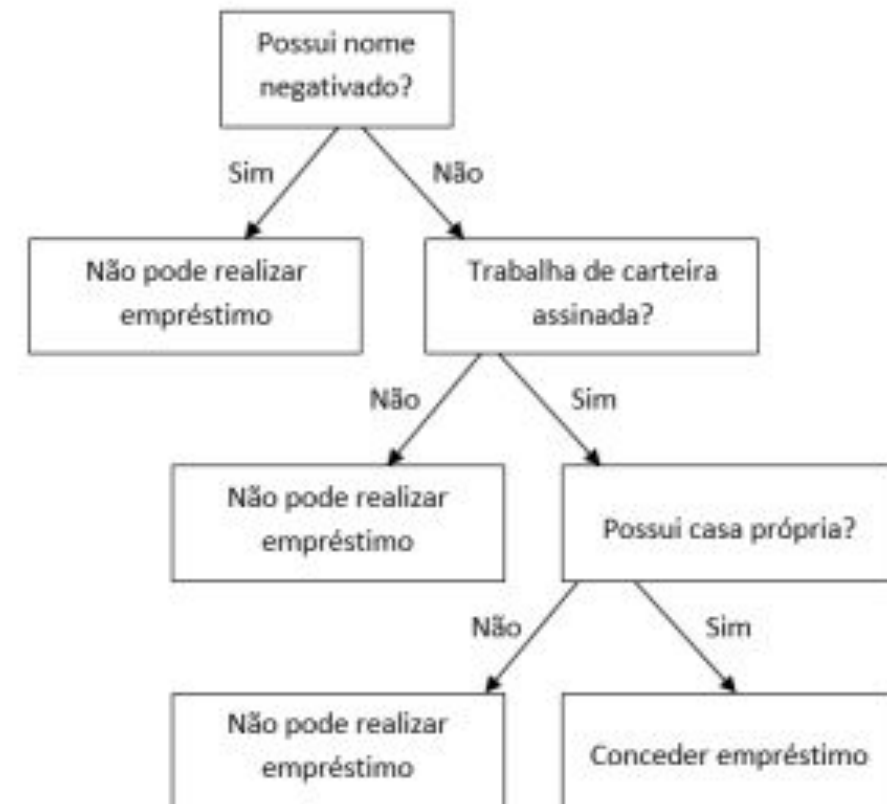 Possui nome
negativado?
Sim
Não
Não pode realizar
empréstimo
Trabalha de carteira
assinada?
Não
Sim
Não pode realizar
empréstimo
Possui casa própria?
Não
Sim
Não pode realizar
empréstimo
Conceder empréstimo